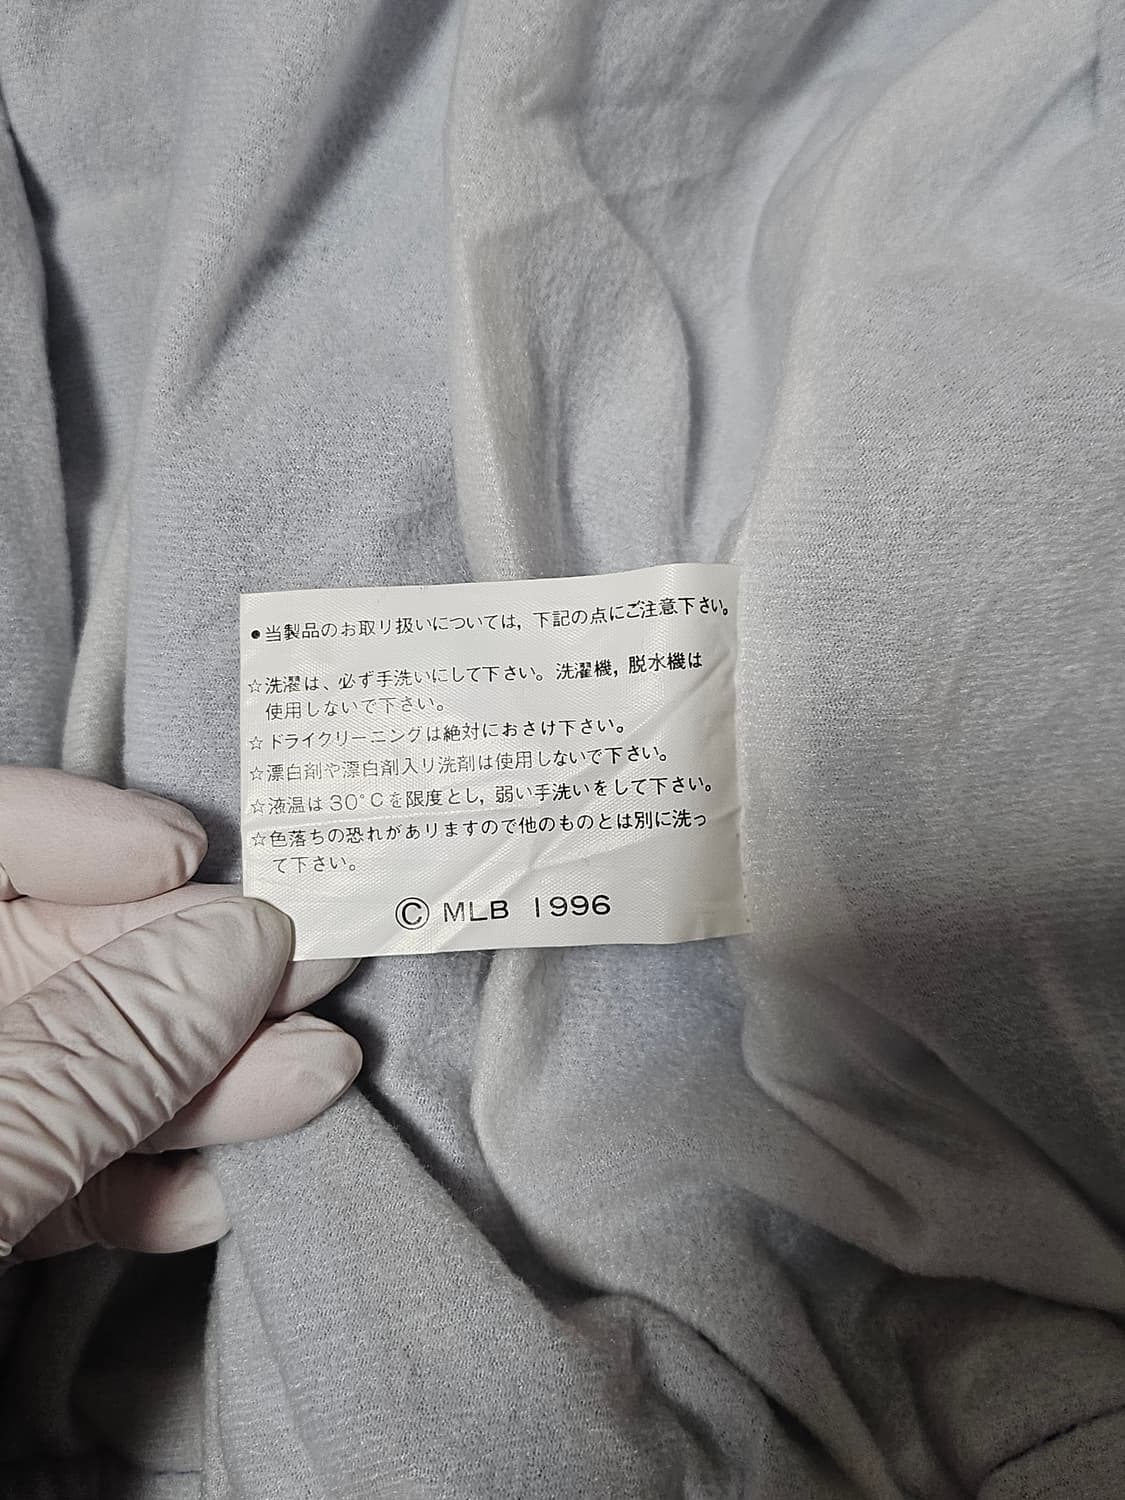 ●当製品のお取り扱いについては，下記の点にご注意下さい。
☆洗濯は、必ず手洗いにして下さい。洗濯機，脱水機は
使用しないで下さい。
☆ドライクリーニングは絶対におさけ下さい。
☆漂白剤や漂白剤入り洗剤は使用しないで下さい。
☆液温は30°Cを限度とし，弱い手洗いをして下さい。
☆色落ちの恐れがありますので他のものとは別に洗っ
て下さい。
© MLB 1996